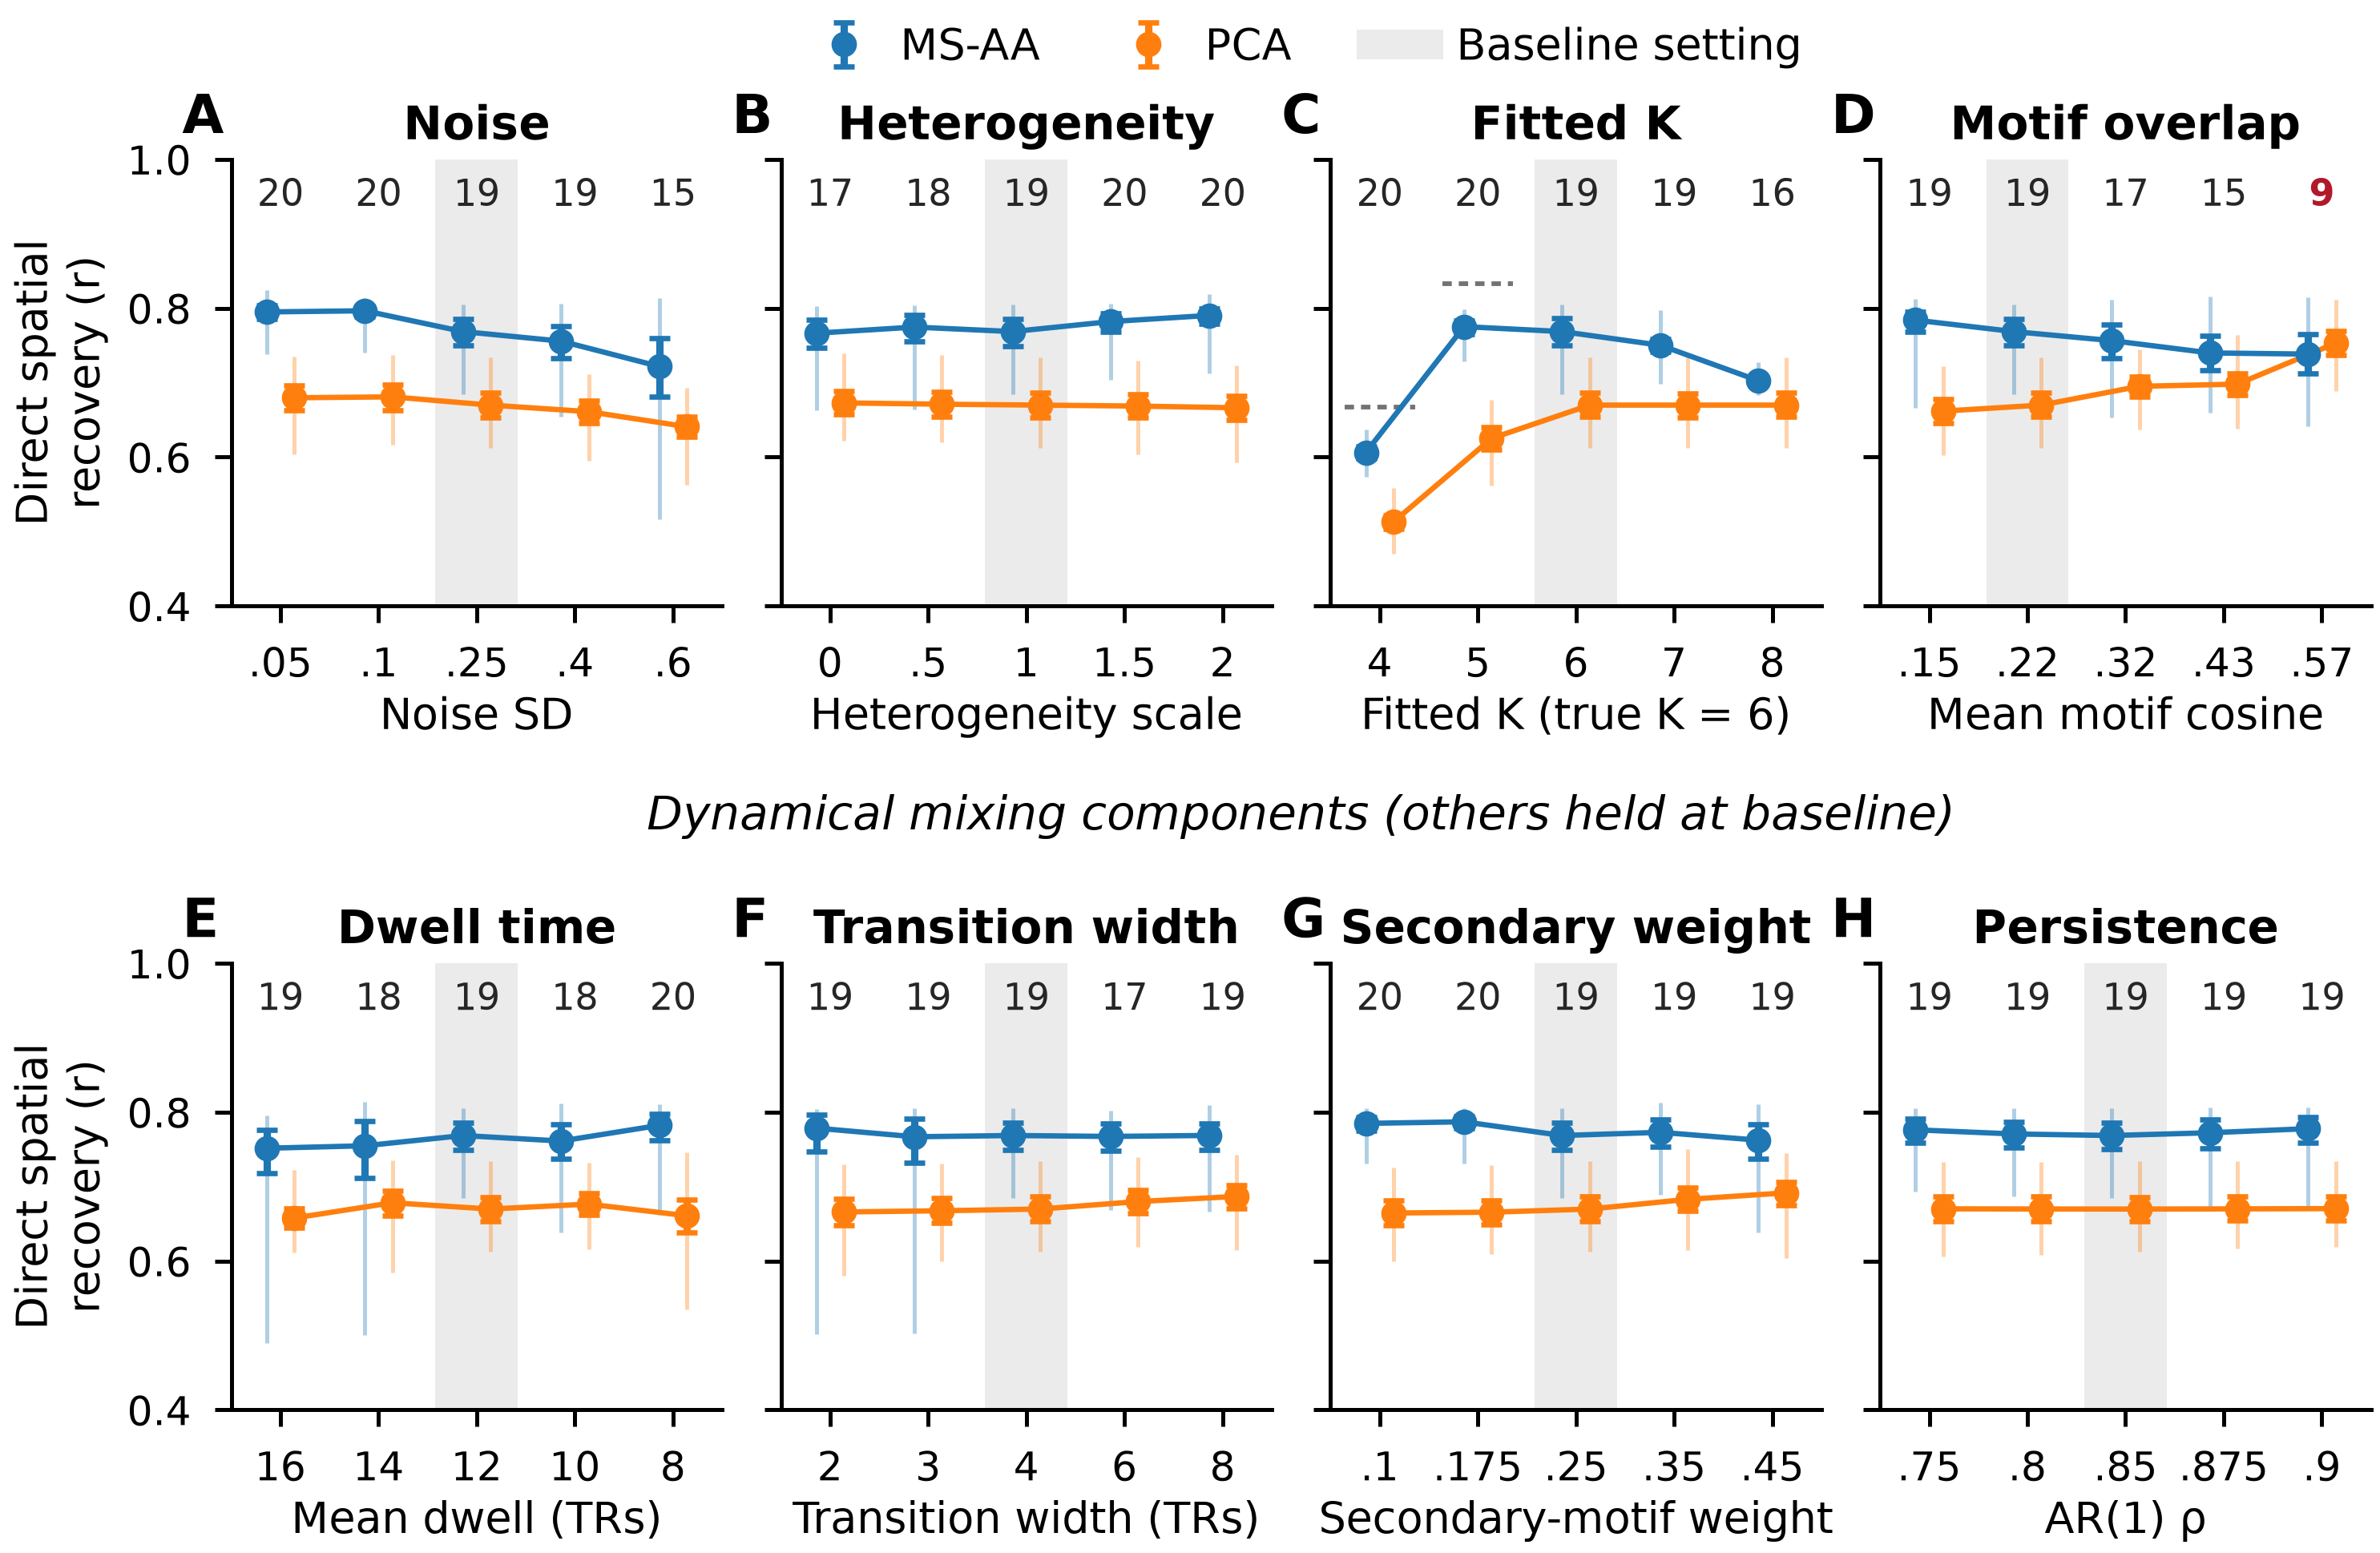 MS-AA PCA Baseline setting
A Noise B Heterogeneity C Fitted K D Motif overlap
1.0
20 20 19 19 15 17 18 19 20 20 20 20 19 19 16 19 19 17 15 9
0.8
0.6
0.4
Direct spatial
recovery (r)
.05 .1 .25 .4 .6 0 .5 1 1.5 2 4 5 6 7 8 .15 .22 .32 .43 .57
Noise SD Heterogeneity scale Fitted K (true K = 6) Mean motif cosine
Dynamical mixing components (others held at baseline)
E Dwell time F Transition width G Secondary weight H Persistence
1.0
19 18 19 18 20 19 19 19 17 19 20 20 19 19 19 19 19 19 19 19
0.8
0.6
0.4
Direct spatial
recovery (r)
16 14 12 10 8 2 3 4 6 8 .1 .175 .25 .35 .45 .75 .8 .85 .875 .9
Mean dwell (TRs) Transition width (TRs) Secondary-motif weight AR(1) ρ